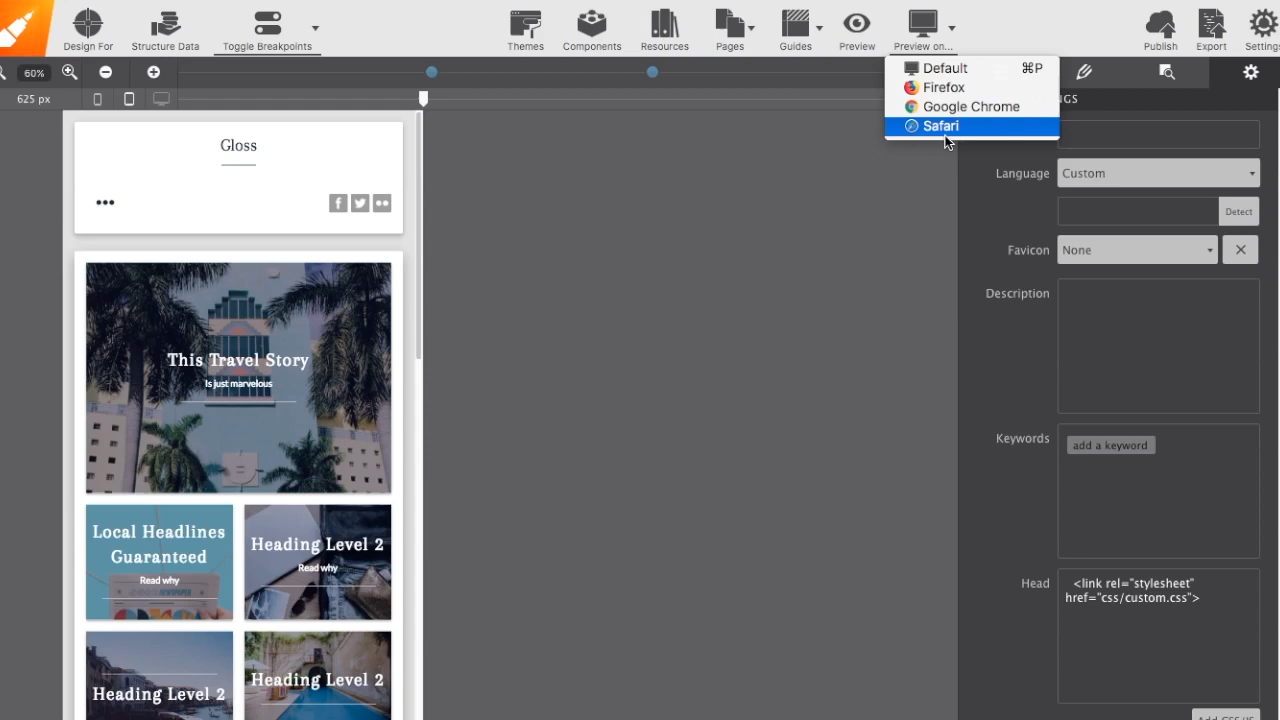 Design For
Structure Data
Toggle Breakpoints
Themes
Components
Resources
Pages
Guides
Preview
Preview on...
Publish
Export
Settings
60%
625 px
Default ⌘P
Firefox
Google Chrome
Safari
GS
Language Custom
Detect
Favicon None
Description
Keywords add a keyword
Head <link rel="stylesheet"
href="css/custom.css">
Gloss
This Travel Story
Is just marvelous
Local Headlines
Guaranteed
Read why
Heading Level 2
Read why
Heading Level 2
Heading Level 2